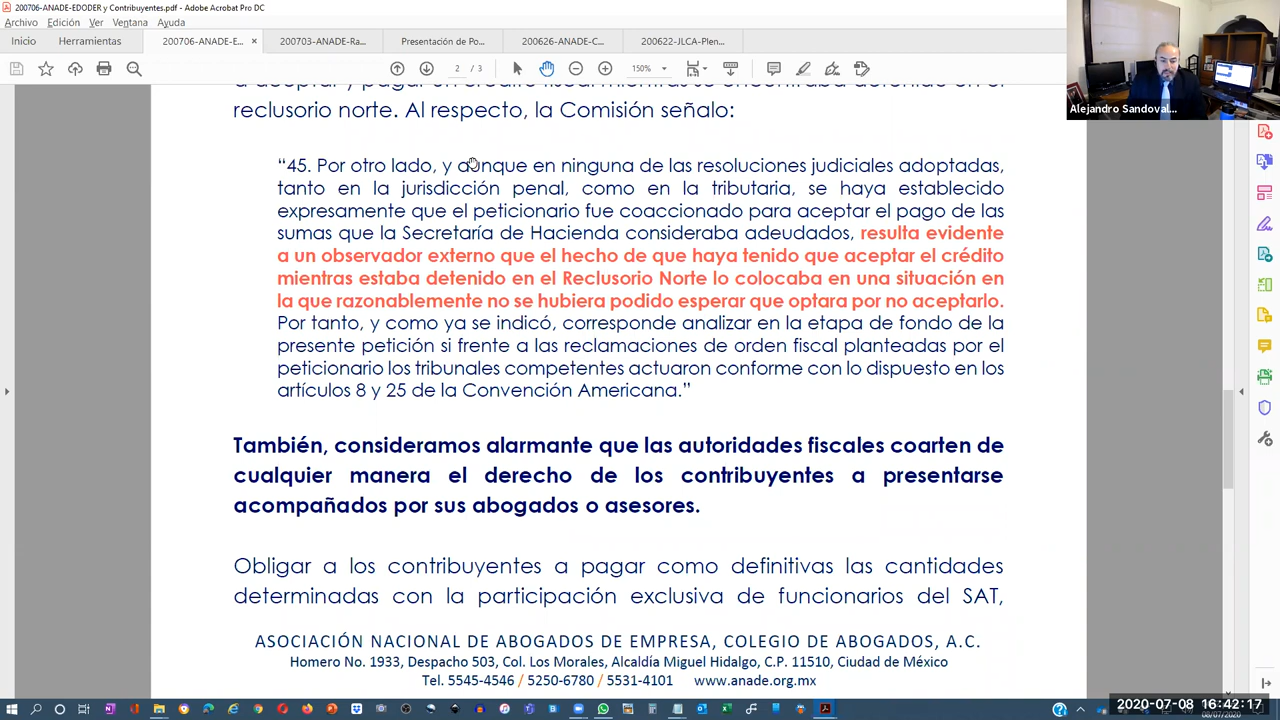 200706-ANADE-EDODER y Contribuyentes.pdf - Adobe Acrobat Pro DC
Archivo Edición Ver Ventana Ayuda
Inicio Herramientas 200706-ANADE-E... × 200703-ANADE-Ra... Presentación de Po... 200626-ANADE-C... 200622-JLCA-Plen...
2 / 3 150%
Alejandro Sandoval...
reclusorio norte. Al respecto, la Comisión señalo:
“45. Por otro lado, y aunque en ninguna de las resoluciones judiciales adoptadas,
tanto en la jurisdicción penal, como en la tributaria, se haya establecido
expresamente que el peticionario fue coaccionado para aceptar el pago de las
sumas que la Secretaría de Hacienda consideraba adeudados, resulta evidente
a un observador externo que el hecho de que haya tenido que aceptar el crédito
mientras estaba detenido en el Reclusorio Norte lo colocaba en una situación en
la que razonablemente no se hubiera podido esperar que optara por no aceptarlo.
Por tanto, y como ya se indicó, corresponde analizar en la etapa de fondo de la
presente petición si frente a las reclamaciones de orden fiscal planteadas por el
peticionario los tribunales competentes actuaron conforme con lo dispuesto en los
artículos 8 y 25 de la Convención Americana.”
También, consideramos alarmante que las autoridades fiscales coarten de
cualquier manera el derecho de los contribuyentes a presentarse
acompañados por sus abogados o asesores.
Obligar a los contribuyentes a pagar como definitivas las cantidades
determinadas con la participación exclusiva de funcionarios del SAT,
ASOCIACIÓN NACIONAL DE ABOGADOS DE EMPRESA, COLEGIO DE ABOGADOS, A.C.
Homero No. 1933, Despacho 503, Col. Los Morales, Alcaldía Miguel Hidalgo, C.P. 11510, Ciudad de México
Tel. 5545-4546 / 5250-6780 / 5531-4101 www.anade.org.mx
2020-07-08 16:42:17